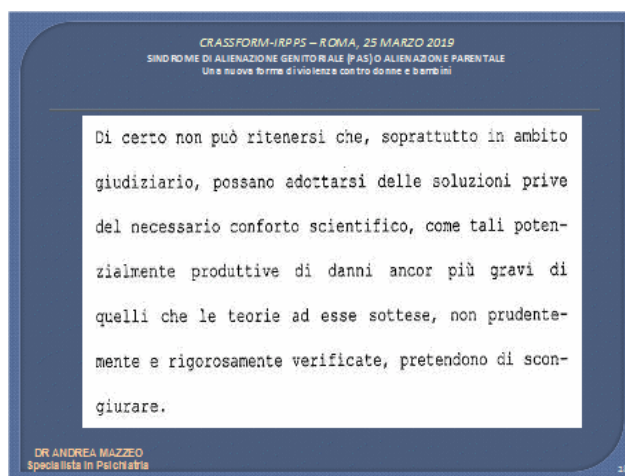 CRASSFORM-IRPPS – ROMA, 25 MARZO 2019
SINDROME DI ALIENAZIONE GENITORIALE (PAS) O ALIENAZIONE PARENTALE
Una nuova forma di violenza contro donne e bambini
Di certo non può ritenersi che, soprattutto in ambito
giudiziario, possano adottarsi delle soluzioni prive
del necessario conforto scientifico, come tali poten-
zialmente produttive di danni ancor più gravi di
quelli che le teorie ad esse sottese, non prudente-
mente e rigorosamente verificate, pretendono di scon-
giurare.
DR ANDREA MAZZEO
Specialista in Psichiatria